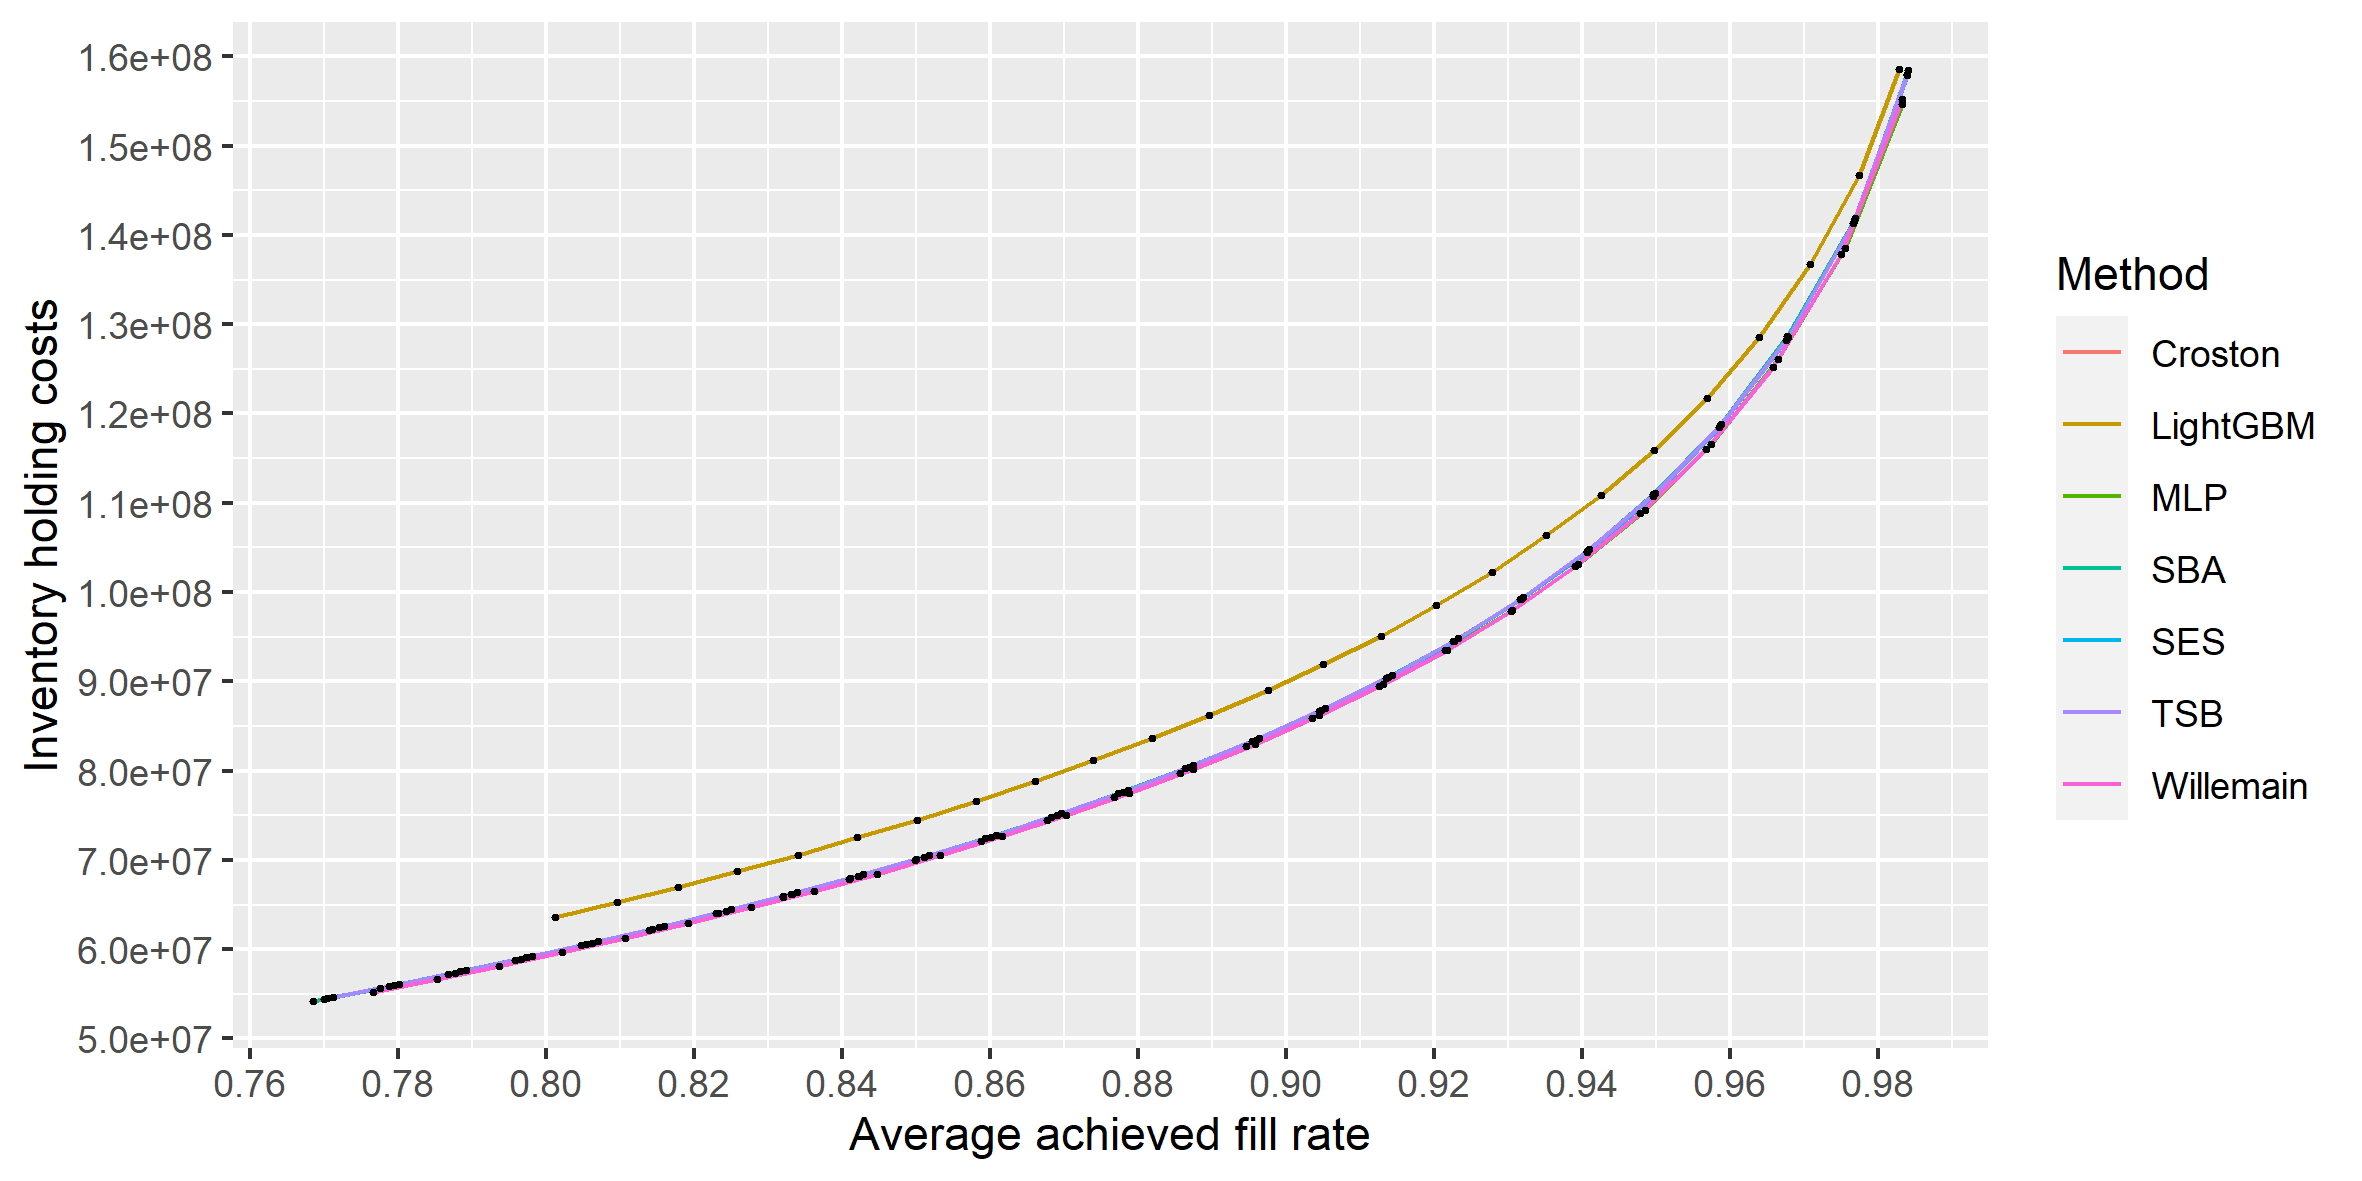 1.6e+08
1.5e+08
1.4e+08
1.3e+08
1.2e+08
1.1e+08
1.0e+08
9.0e+07
8.0e+07
7.0e+07
6.0e+07
5.0e+07
Inventory holding costs
0.76 0.78 0.80 0.82 0.84 0.86 0.88 0.90 0.92 0.94 0.96 0.98
Average achieved fill rate
Method
Croston
LightGBM
MLP
SBA
SES
TSB
Willemain